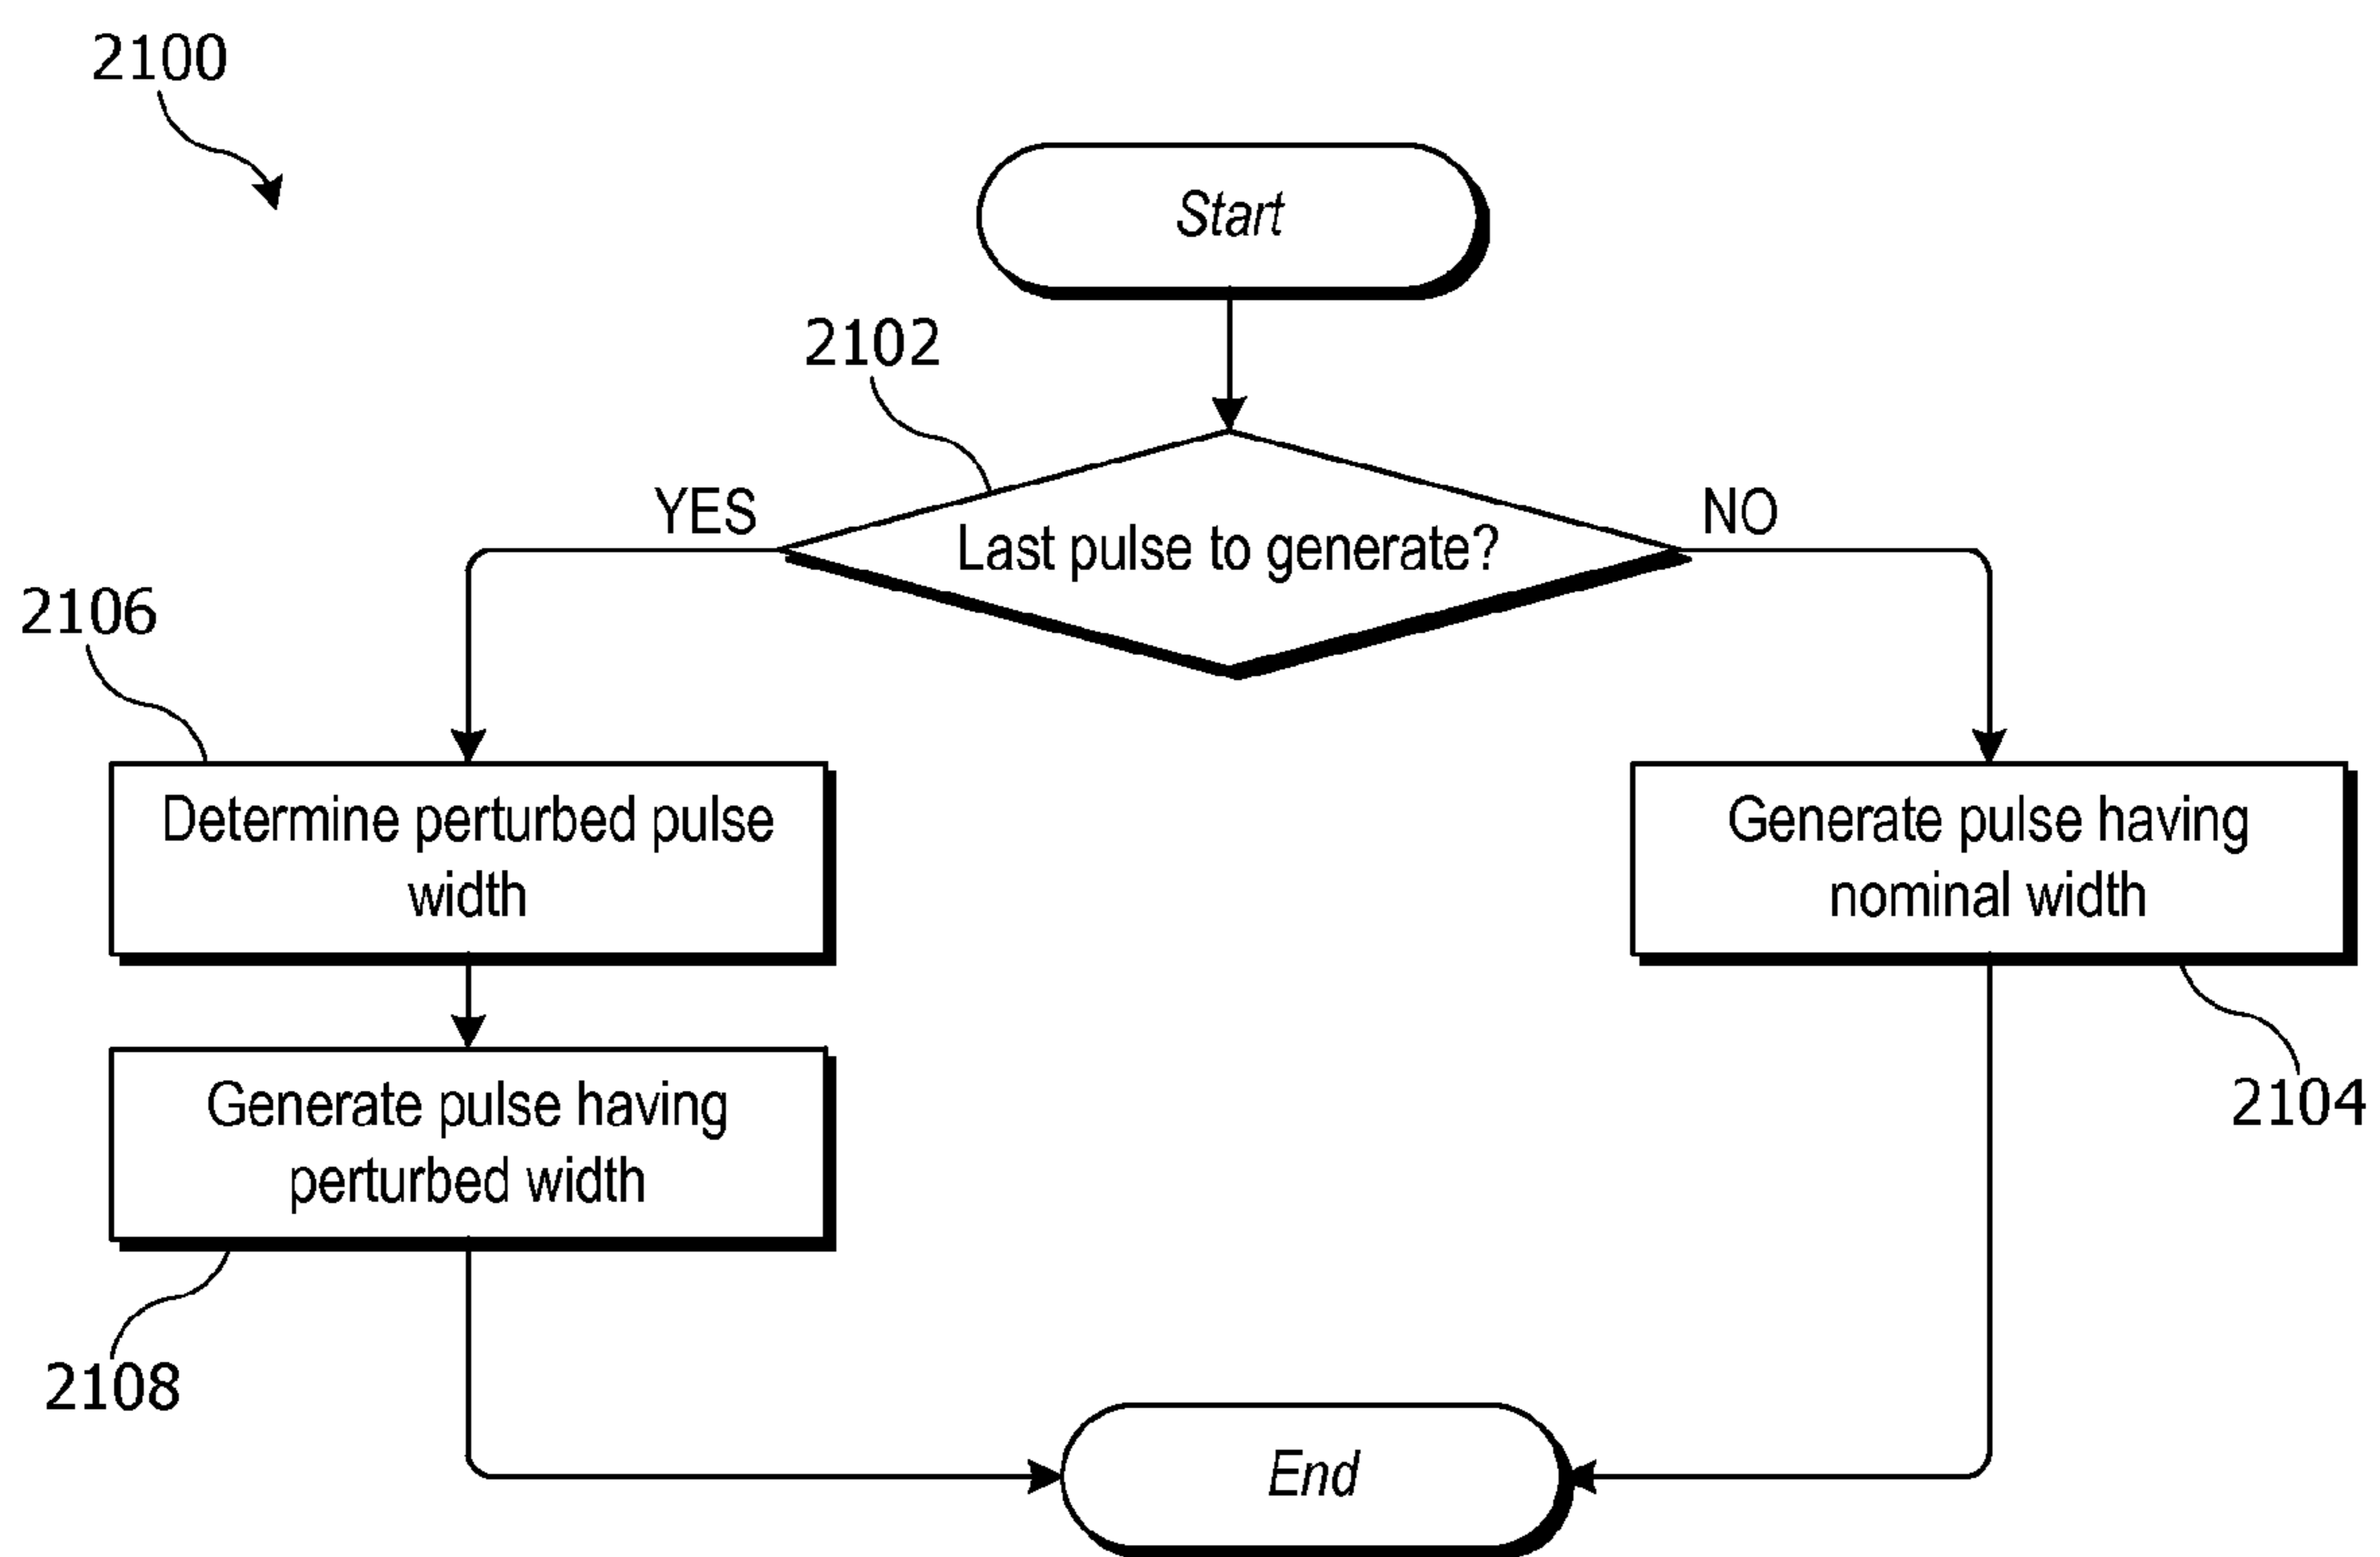 2100
Start
2102
YES
NO
Last pulse to generate?
2106
Determine perturbed pulse
width
Generate pulse having
nominal width
Generate pulse having
perturbed width
2104
2108
End